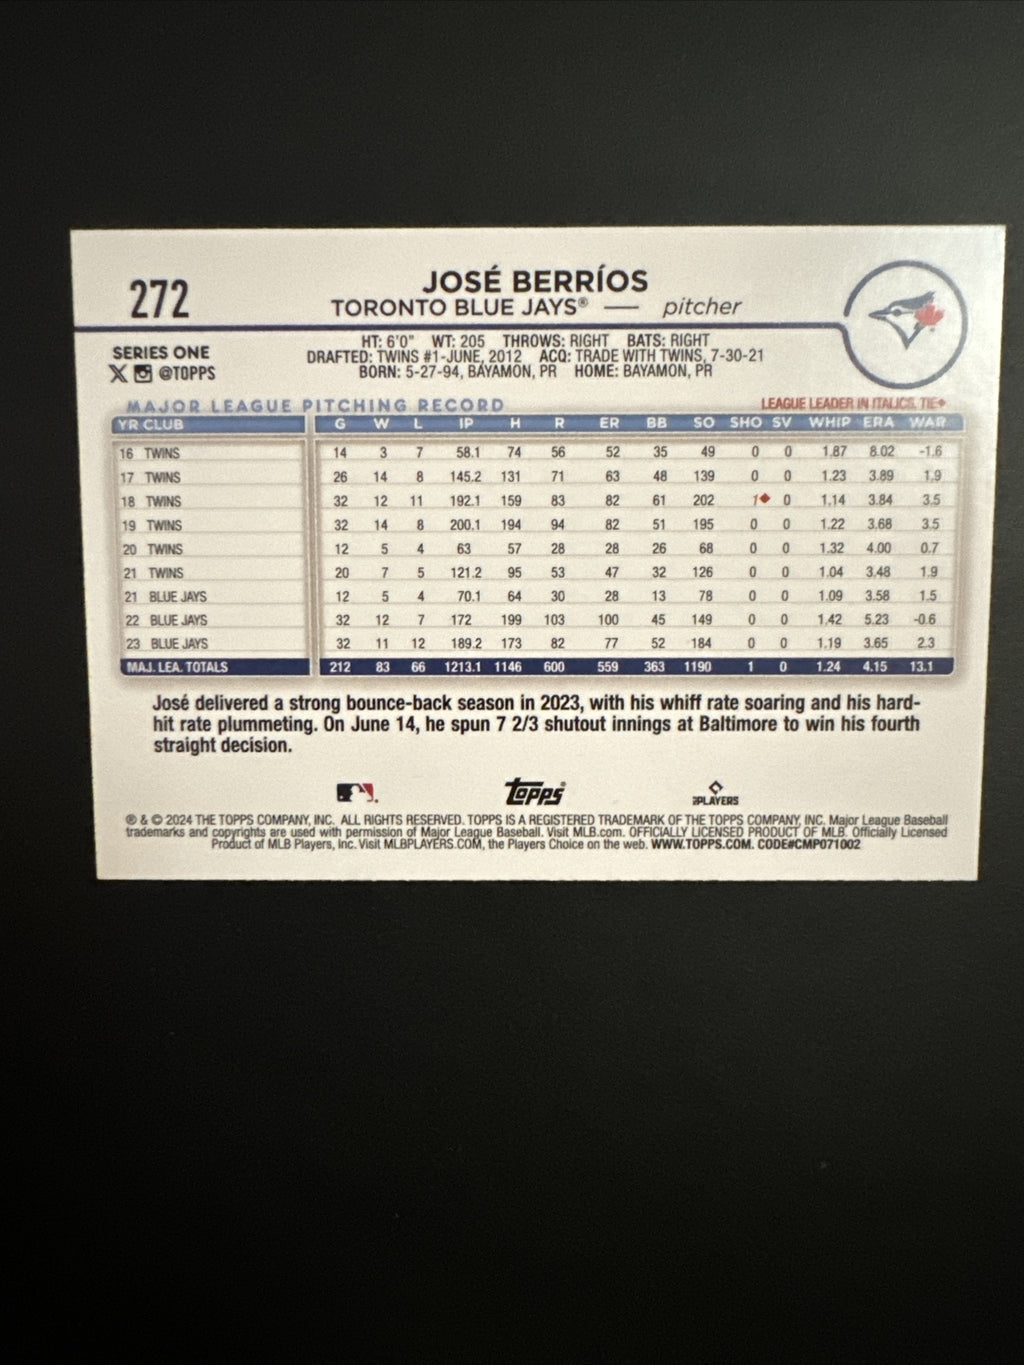 272
JOSÉ BERRÍOS
TORONTO BLUE JAYS® — pitcher
SERIES ONE
@TOPPS
HT: 6'0" WT: 205 THROWS: RIGHT BATS: RIGHT
DRAFTED: TWINS #1-JUNE, 2012 ACQ: TRADE WITH TWINS, 7-30-21
BORN: 5-27-94, BAYAMON, PR HOME: BAYAMON, PR
MAJOR LEAGUE PITCHING RECORD
LEAGUE LEADER IN ITALICS, TIE♦
YR CLUB G W L IP H R ER BB SO SHO SV WHIP ERA WAR
16 TWINS 14 3 7 58.1 74 56 52 35 49 0 0 1.87 8.02 -1.6
17 TWINS 26 14 8 145.2 131 71 63 48 139 0 0 1.23 3.89 1.9
18 TWINS 32 12 11 192.1 159 83 82 61 202 1♦ 0 1.14 3.84 3.5
19 TWINS 32 14 8 200.1 194 94 82 51 195 0 0 1.22 3.68 3.5
20 TWINS 12 5 4 63 57 28 28 26 68 0 0 1.32 4.00 0.7
21 TWINS 20 7 5 121.2 95 53 47 32 126 0 0 1.04 3.48 1.9
21 BLUE JAYS 12 5 4 70.1 64 30 28 13 78 0 0 1.09 3.58 1.5
22 BLUE JAYS 32 12 7 172 199 103 100 45 149 0 0 1.42 5.23 -0.6
23 BLUE JAYS 32 11 12 189.2 173 82 77 52 184 0 0 1.19 3.65 2.3
MAJ. LEA. TOTALS 212 83 66 1213.1 1146 600 559 363 1190 1 0 1.24 4.15 13.1
José delivered a strong bounce-back season in 2023, with his whiff rate soaring and his hard-
hit rate plummeting. On June 14, he spun 7 2/3 shutout innings at Baltimore to win his fourth
straight decision.
Topps®
PLAYERS
® & © 2024 THE TOPPS COMPANY, INC. ALL RIGHTS RESERVED. TOPPS IS A REGISTERED TRADEMARK OF THE TOPPS COMPANY, INC. Major League Baseball
trademarks and copyrights are used with permission of Major League Baseball. Visit MLB.com. OFFICIALLY LICENSED PRODUCT OF MLB. Officially Licensed
Product of MLB Players, Inc. Visit MLBPLAYERS.COM, the Players Choice on the web. WWW.TOPPS.COM. CODE#CMP071002